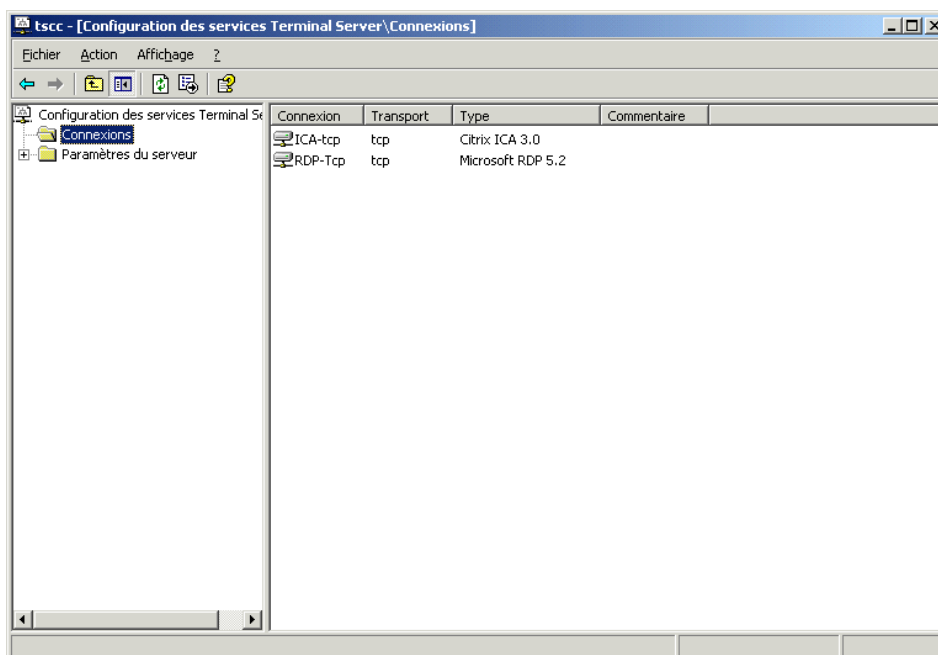 tscc - [Configuration des services Terminal Server\Connexions]
Fichier Action Affichage ?
Configuration des services Terminal Se
Connexions
Paramètres du serveur
Connexion Transport Type Commentaire
ICA-tcp tcp Citrix ICA 3.0
RDP-Tcp tcp Microsoft RDP 5.2